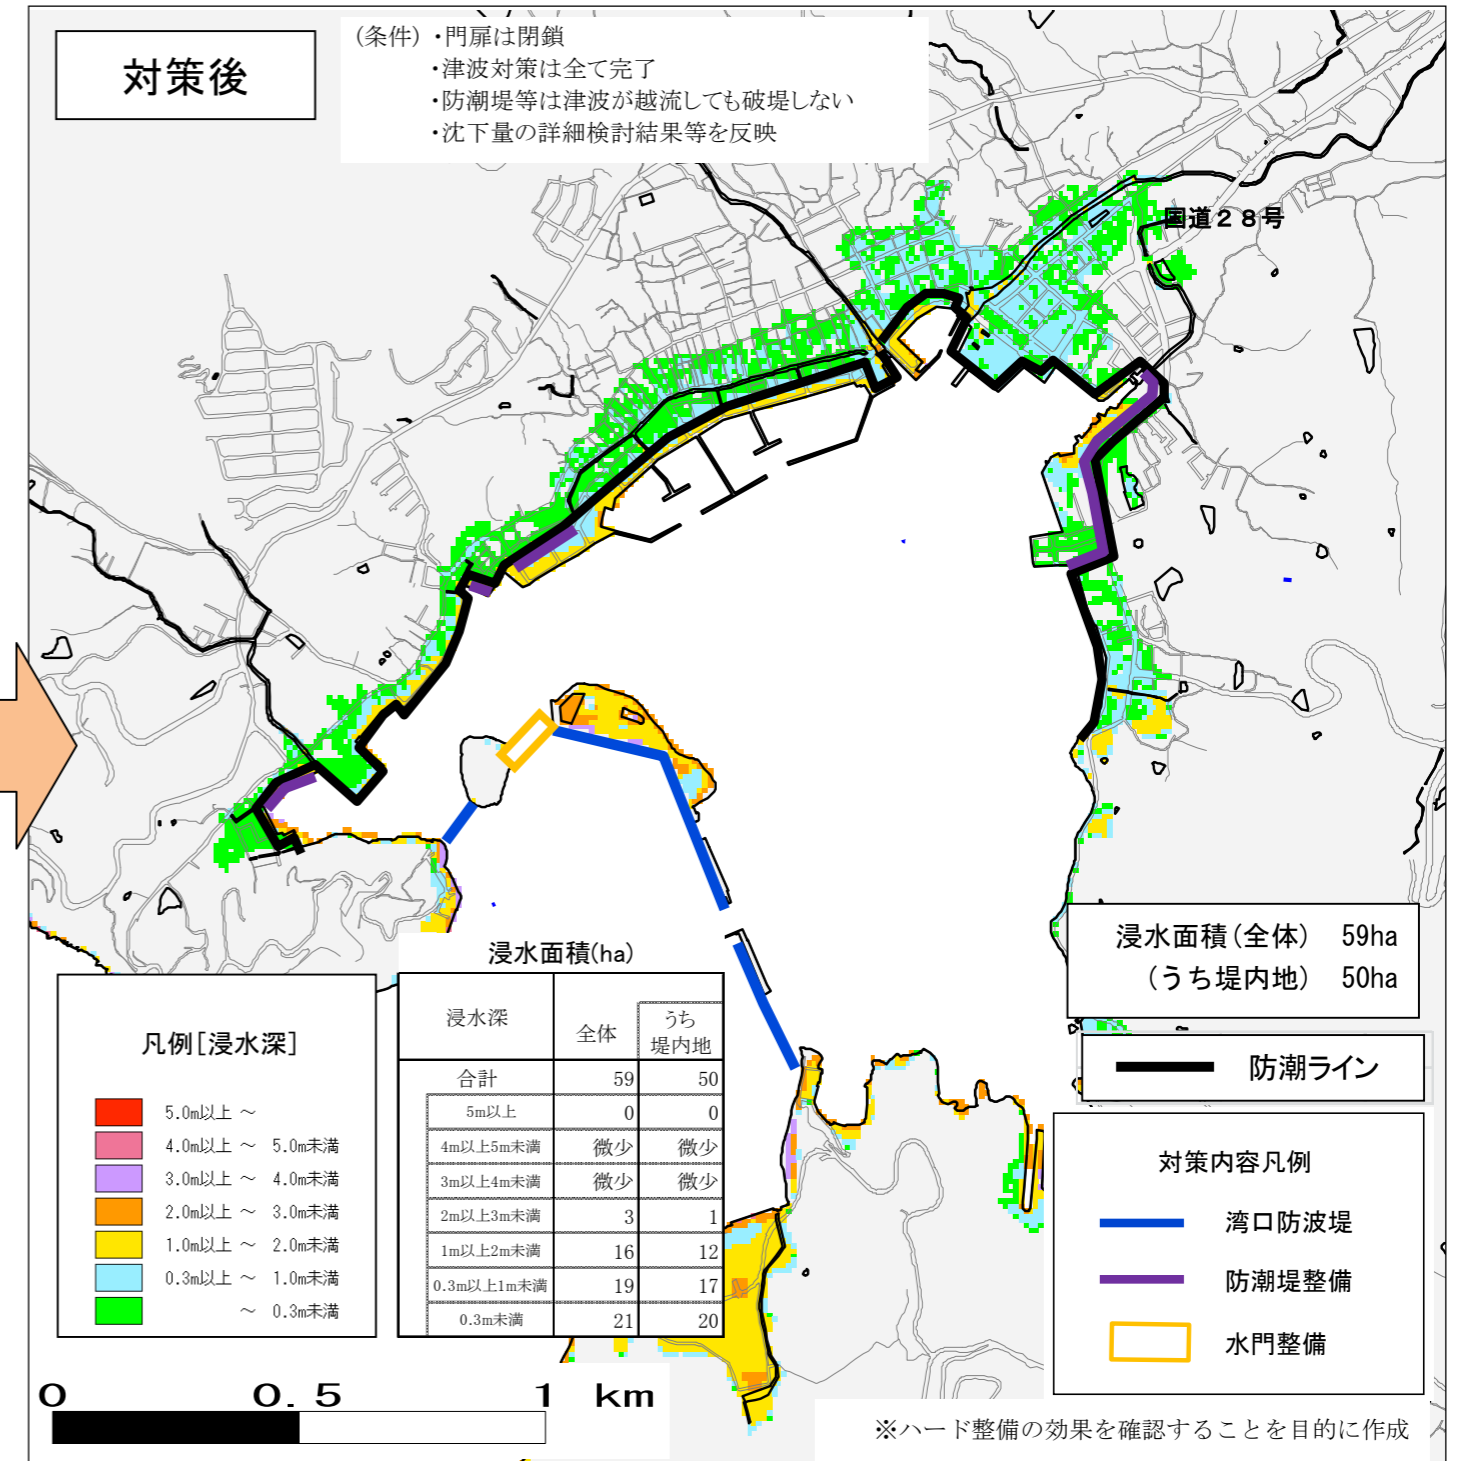 対策後
(条件)・門扉は閉鎖
・津波対策は全て完了
・防潮堤等は津波が越流しても破堤しない
・沈下量の詳細検討結果等を反映
国道28号
浸水面積(全体) 59ha
(うち堤内地) 50ha
防潮ライン
対策内容凡例
湾口防波堤
防潮堤整備
水門整備
浸水面積(ha)
浸水深 全体 うち堤内地
合計 59 50
5m以上 0 0
4m以上5m未満 微少 微少
3m以上4m未満 微少 微少
2m以上3m未満 3 1
1m以上2m未満 16 12
0.3m以上1m未満 19 17
0.3m未満 21 20
凡例[浸水深]
5.0m以上 ～
4.0m以上 ～ 5.0m未満
3.0m以上 ～ 4.0m未満
2.0m以上 ～ 3.0m未満
1.0m以上 ～ 2.0m未満
0.3m以上 ～ 1.0m未満
～ 0.3m未満
0 0.5 1 km
※ハード整備の効果を確認することを目的に作成